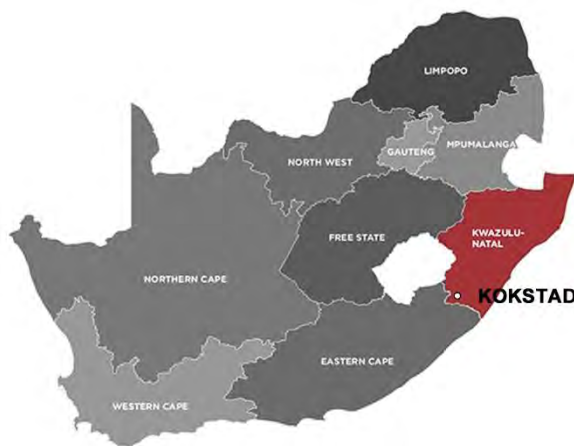 LIMPOPO
MPUMALANGA
GAUTENG
NORTH WEST
KWAZULU-
NATAL
FREE STATE
NORTHERN CAPE
KOKSTAD
EASTERN CAPE
WESTERN CAPE